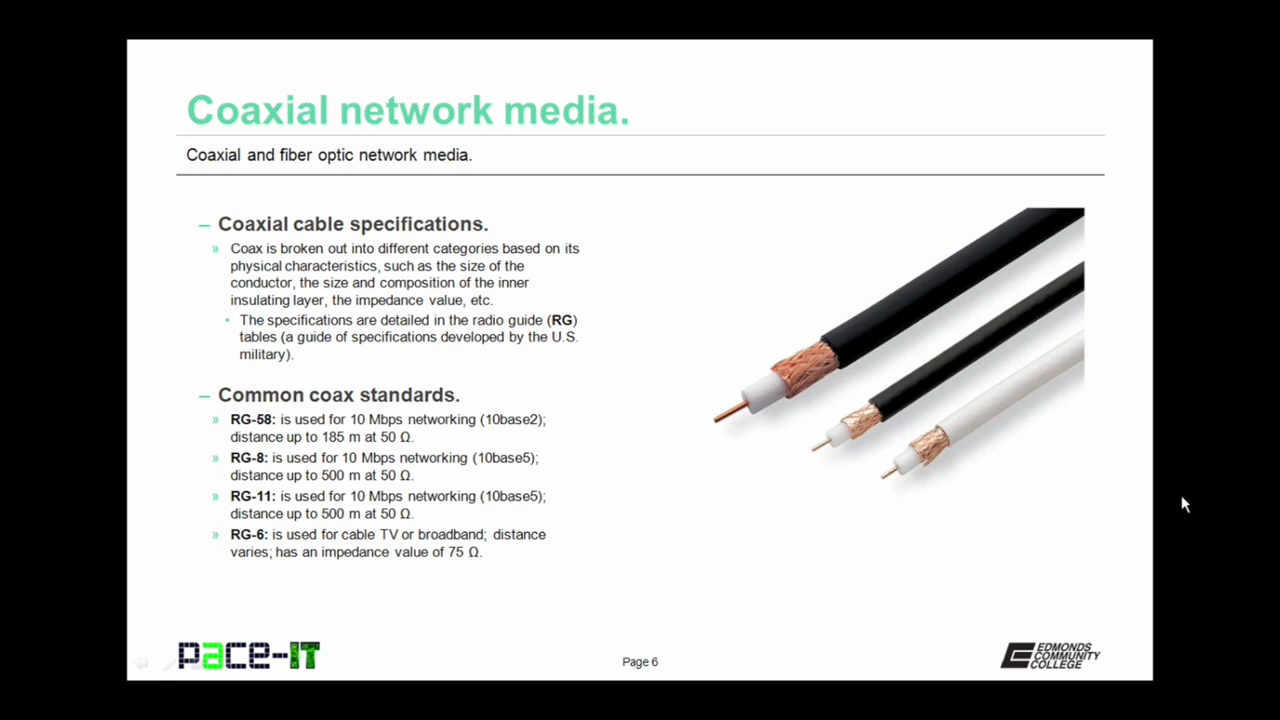 Coaxial network media.
Coaxial and fiber optic network media.
– Coaxial cable specifications.
» Coax is broken out into different categories based on its
physical characteristics, such as the size of the
conductor, the size and composition of the inner
insulating layer, the impedance value, etc.
• The specifications are detailed in the radio guide (RG)
tables (a guide of specifications developed by the U.S.
military).
– Common coax standards.
» RG-58: is used for 10 Mbps networking (10base2);
distance up to 185 m at 50 Ω.
» RG-8: is used for 10 Mbps networking (10base5);
distance up to 500 m at 50 Ω.
» RG-11: is used for 10 Mbps networking (10base5);
distance up to 500 m at 50 Ω.
» RG-6: is used for cable TV or broadband; distance
varies; has an impedance value of 75 Ω.
pace-IT
Page 6
EDMONDS
COMMUNITY
COLLEGE